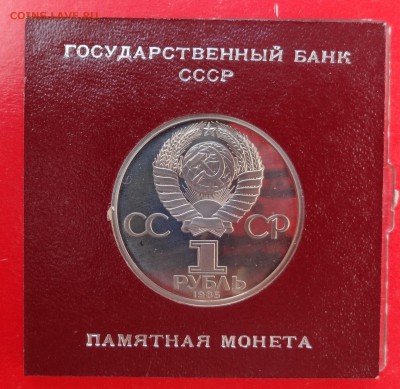 COINS.LAVE.RU
ГОСУДАРСТВЕННЫЙ БАНК
СССР
СС СР
1
РУБЛЬ
1985
ПАМЯТНАЯ МОНЕТА